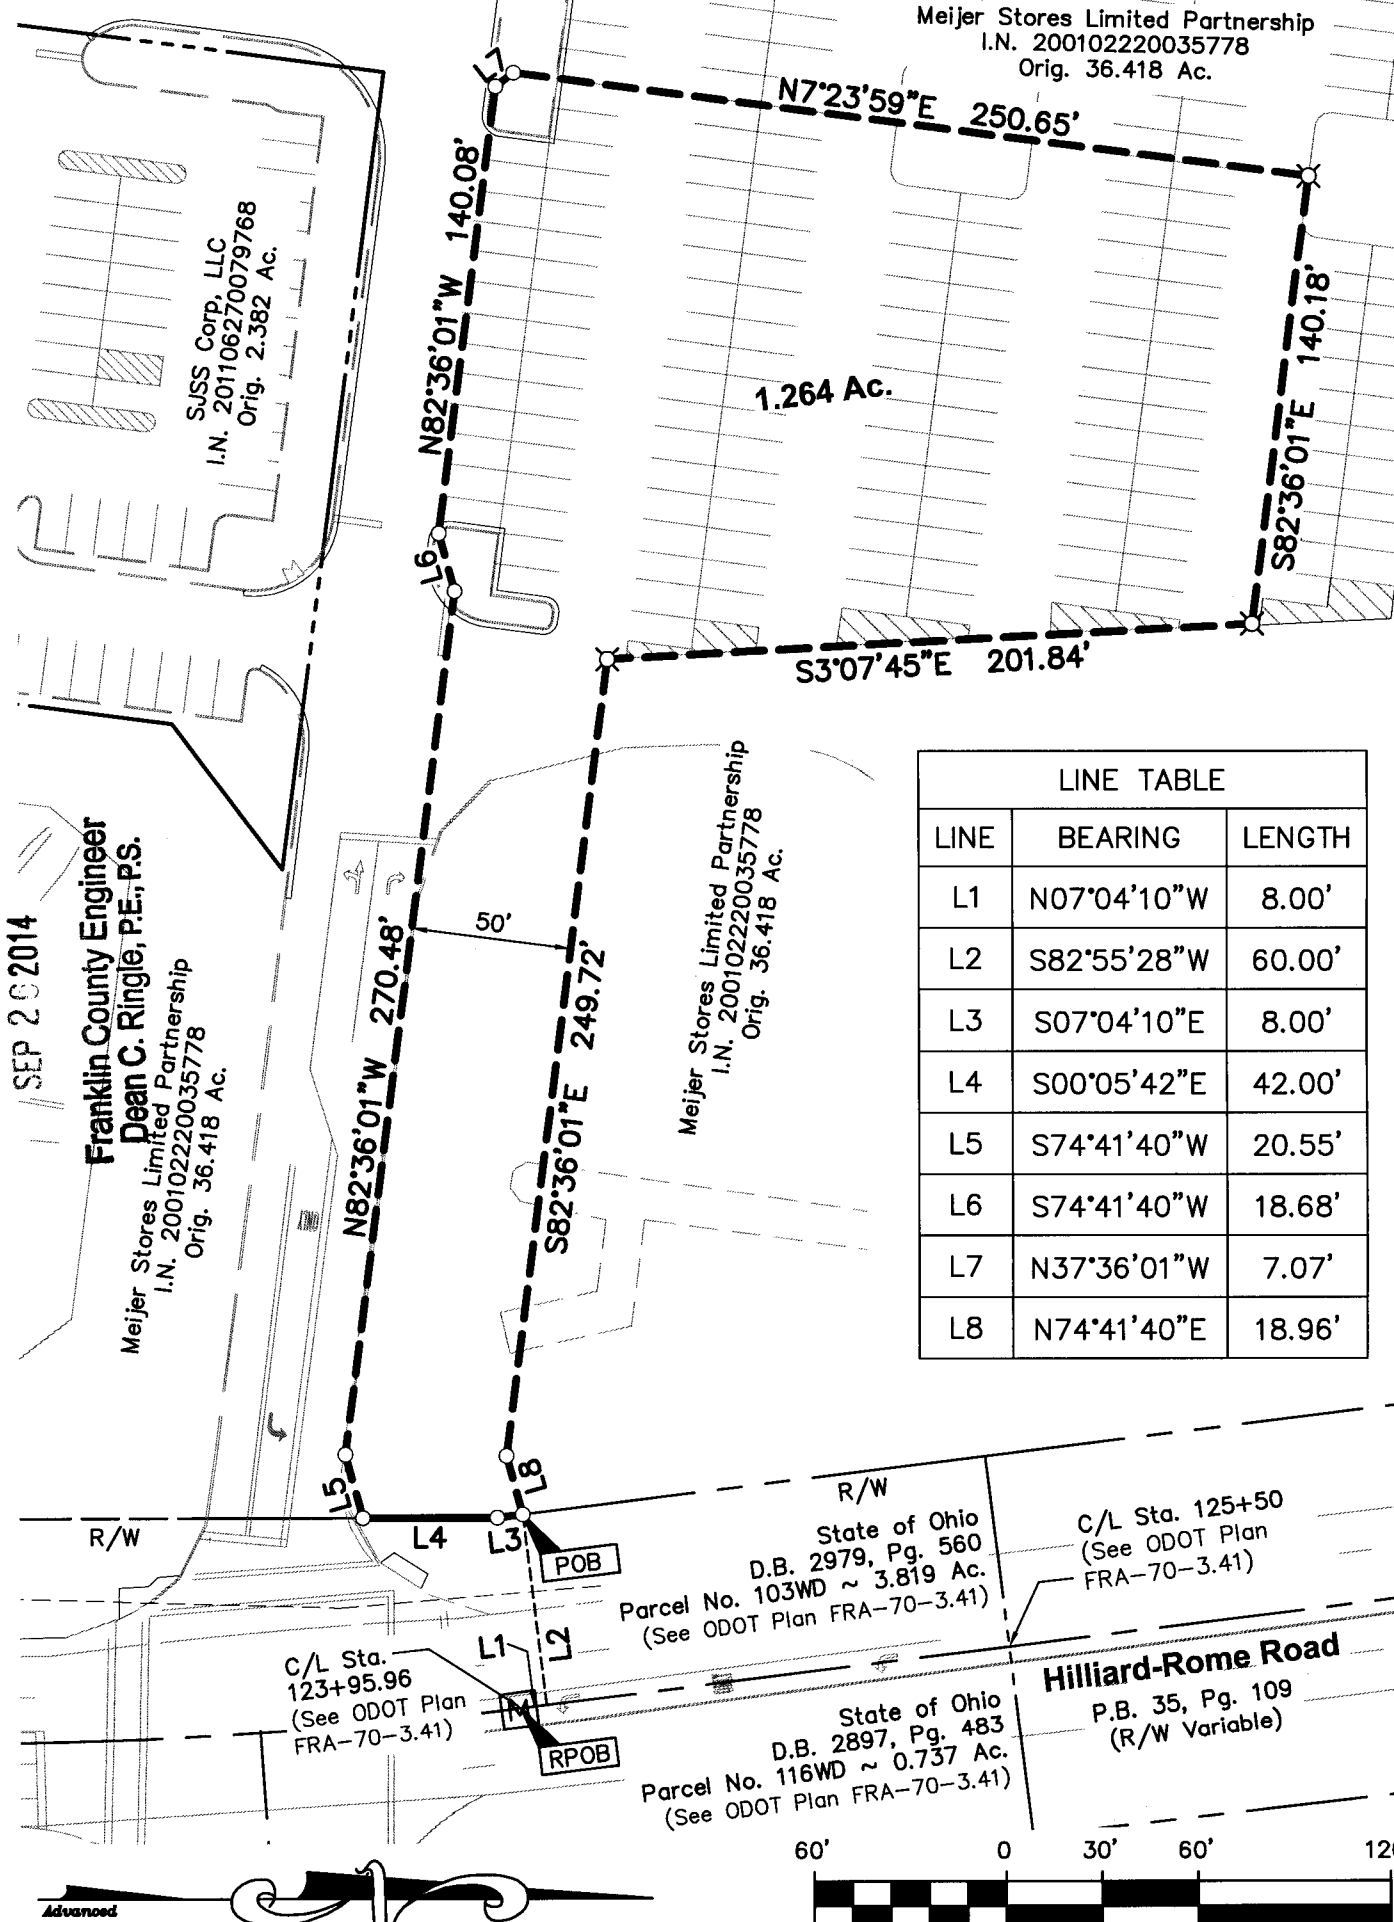 Meijer Stores Limited Partnership
I.N. 200102220035778
Orig. 36.418 Ac.
L7
N7°23'59"E 250.65'
N82°36'01"W 140.08'
SJSS Corp, LLC
I.N. 201106270079768
Orig. 2.382 Ac.
1.264 Ac.
S82°36'01"E 140.18'
L6
S3°07'45"E 201.84'
Meijer Stores Limited Partnership
I.N. 200102220035778
Orig. 36.418 Ac.
LINE TABLE
LINE BEARING LENGTH
L1 N07°04'10"W 8.00'
L2 S82°55'28"W 60.00'
L3 S07°04'10"E 8.00'
L4 S00°05'42"E 42.00'
L5 S74°41'40"W 20.55'
L6 S74°41'40"W 18.68'
L7 N37°36'01"W 7.07'
L8 N74°41'40"E 18.96'
SEP 2 2014
Franklin County Engineer
Dean C. Ringle, P.E., P.S.
Meijer Stores Limited Partnership
I.N. 200102220035778
Orig. 36.418 Ac.
50'
N82°36'01"W 270.48'
S82°36'01"E 249.72'
L5
L8
R/W
L4
L3
POB
R/W
State of Ohio
D.B. 2979, Pg. 560
Parcel No. 103WD ~ 3.819 Ac.
(See ODOT Plan FRA-70-3.41)
C/L Sta. 125+50
(See ODOT Plan
FRA-70-3.41)
L1
L2
C/L Sta.
123+95.96
(See ODOT Plan
FRA-70-3.41)
M
RPOB
Hilliard-Rome Road
P.B. 35, Pg. 109
(R/W Variable)
State of Ohio
D.B. 2897, Pg. 483
Parcel No. 116WD ~ 0.737 Ac.
(See ODOT Plan FRA-70-3.41)
60' 0 30' 60' 120
Advanced